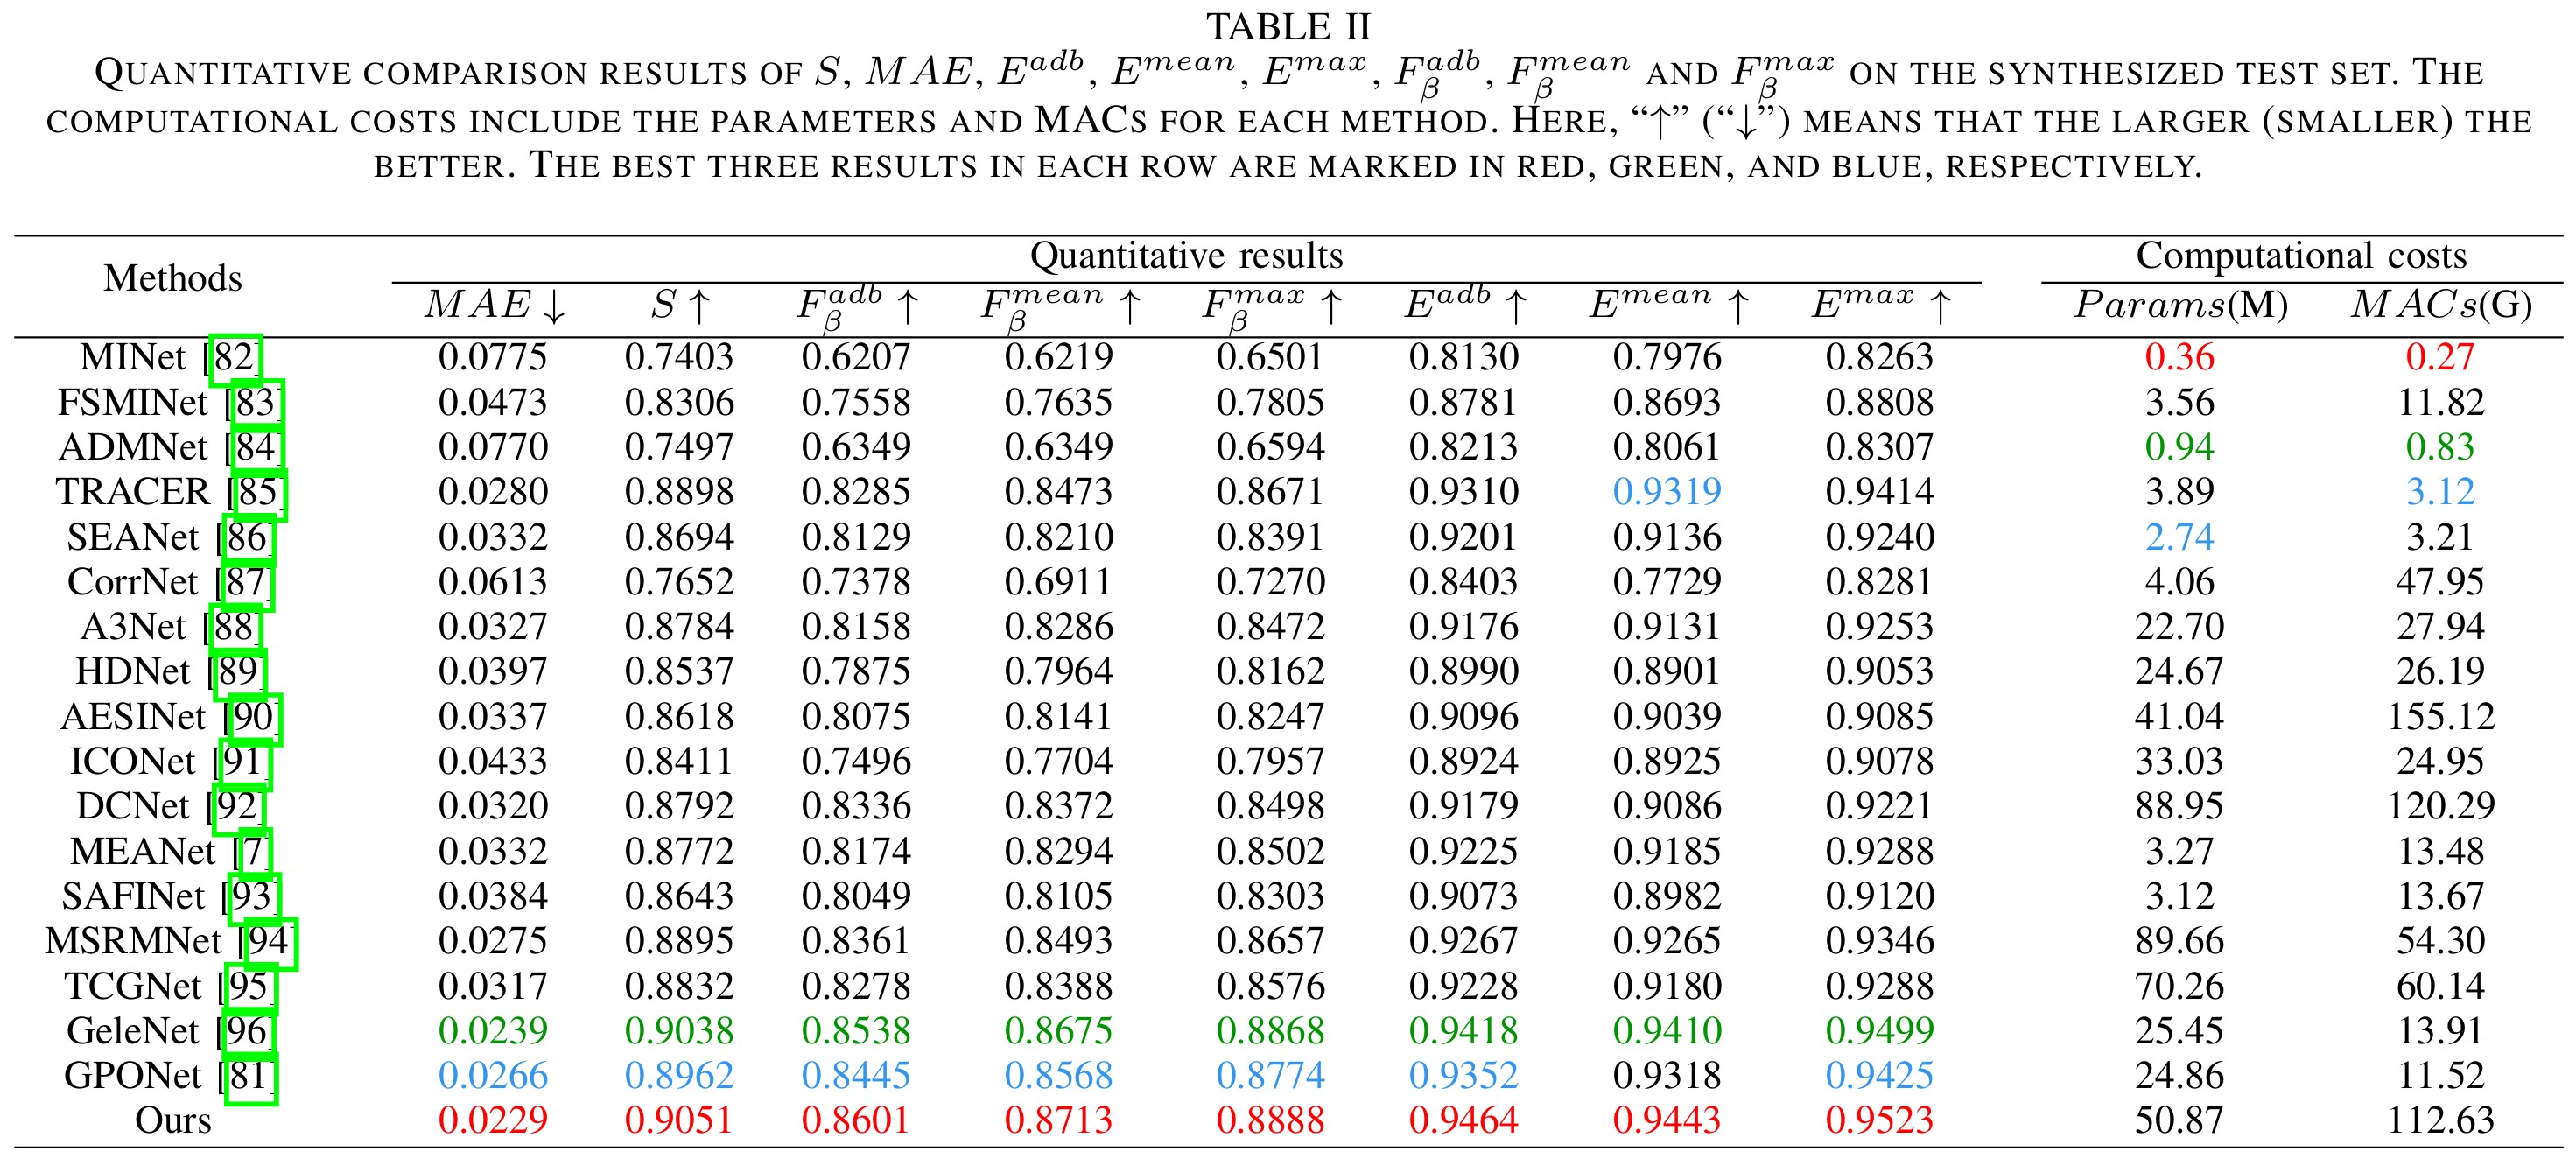 TABLE II
QUANTITATIVE COMPARISON RESULTS OF S, MAE, E^{adb}, E^{mean}, E^{max}, F_β^{adb}, F_β^{mean} AND F_β^{max} ON THE SYNTHESIZED TEST SET. THE
COMPUTATIONAL COSTS INCLUDE THE PARAMETERS AND MACS FOR EACH METHOD. HERE, “↑” (“↓”) MEANS THAT THE LARGER (SMALLER) THE
BETTER. THE BEST THREE RESULTS IN EACH ROW ARE MARKED IN RED, GREEN, AND BLUE, RESPECTIVELY.
Methods Quantitative results Computational costs
MAE ↓ S ↑ F_β^{adb} ↑ F_β^{mean} ↑ F_β^{max} ↑ E^{adb} ↑ E^{mean} ↑ E^{max} ↑ Params(M) MACs(G)
MINet [82] 0.0775 0.7403 0.6207 0.6219 0.6501 0.8130 0.7976 0.8263 0.36 0.27
FSMINet [83] 0.0473 0.8306 0.7558 0.7635 0.7805 0.8781 0.8693 0.8808 3.56 11.82
ADMNet [84] 0.0770 0.7497 0.6349 0.6349 0.6594 0.8213 0.8061 0.8307 0.94 0.83
TRACER [85] 0.0280 0.8898 0.8285 0.8473 0.8671 0.9310 0.9319 0.9414 3.89 3.12
SEANet [86] 0.0332 0.8694 0.8129 0.8210 0.8391 0.9201 0.9136 0.9240 2.74 3.21
CorrNet [87] 0.0613 0.7652 0.7378 0.6911 0.7270 0.8403 0.7729 0.8281 4.06 47.95
A3Net [88] 0.0327 0.8784 0.8158 0.8286 0.8472 0.9176 0.9131 0.9253 22.70 27.94
HDNet [89] 0.0397 0.8537 0.7875 0.7964 0.8162 0.8990 0.8901 0.9053 24.67 26.19
AESINet [90] 0.0337 0.8618 0.8075 0.8141 0.8247 0.9096 0.9039 0.9085 41.04 155.12
ICONet [91] 0.0433 0.8411 0.7496 0.7704 0.7957 0.8924 0.8925 0.9078 33.03 24.95
DCNet [92] 0.0320 0.8792 0.8336 0.8372 0.8498 0.9179 0.9086 0.9221 88.95 120.29
MEANet [7] 0.0332 0.8772 0.8174 0.8294 0.8502 0.9225 0.9185 0.9288 3.27 13.48
SAFINet [93] 0.0384 0.8643 0.8049 0.8105 0.8303 0.9073 0.8982 0.9120 3.12 13.67
MSRMNet [94] 0.0275 0.8895 0.8361 0.8493 0.8657 0.9267 0.9265 0.9346 89.66 54.30
TCGNet [95] 0.0317 0.8832 0.8278 0.8388 0.8576 0.9228 0.9180 0.9288 70.26 60.14
GeleNet [96] 0.0239 0.9038 0.8538 0.8675 0.8868 0.9418 0.9410 0.9499 25.45 13.91
GPONet [81] 0.0266 0.8962 0.8445 0.8568 0.8774 0.9352 0.9318 0.9425 24.86 11.52
Ours 0.0229 0.9051 0.8601 0.8713 0.8888 0.9464 0.9443 0.9523 50.87 112.63